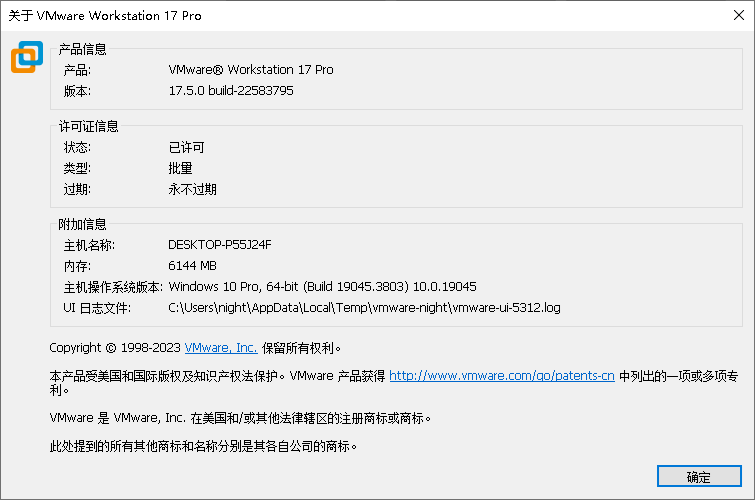 关于 VMware Workstation 17 Pro
产品信息
产品: VMware® Workstation 17 Pro
版本: 17.5.0 build-22583795
许可证信息
状态: 已许可
类型: 批量
过期: 永不过期
附加信息
主机名称: DESKTOP-P55J24F
内存: 6144 MB
主机操作系统版本: Windows 10 Pro, 64-bit (Build 19045.3803) 10.0.19045
UI 日志文件: C:\Users\night\AppData\Local\Temp\vmware-night\vmware-ui-5312.log
Copyright © 1998-2023 VMware, Inc. 保留所有权利。
本产品受美国和国际版权及知识产权法保护。VMware 产品获得 http://www.vmware.com/go/patents-cn 中列出的一项或多项专
利。
VMware 是 VMware, Inc. 在美国和/或其他法律辖区的注册商标或商标。
此处提到的所有其他商标和名称分别是其各自公司的商标。
确定